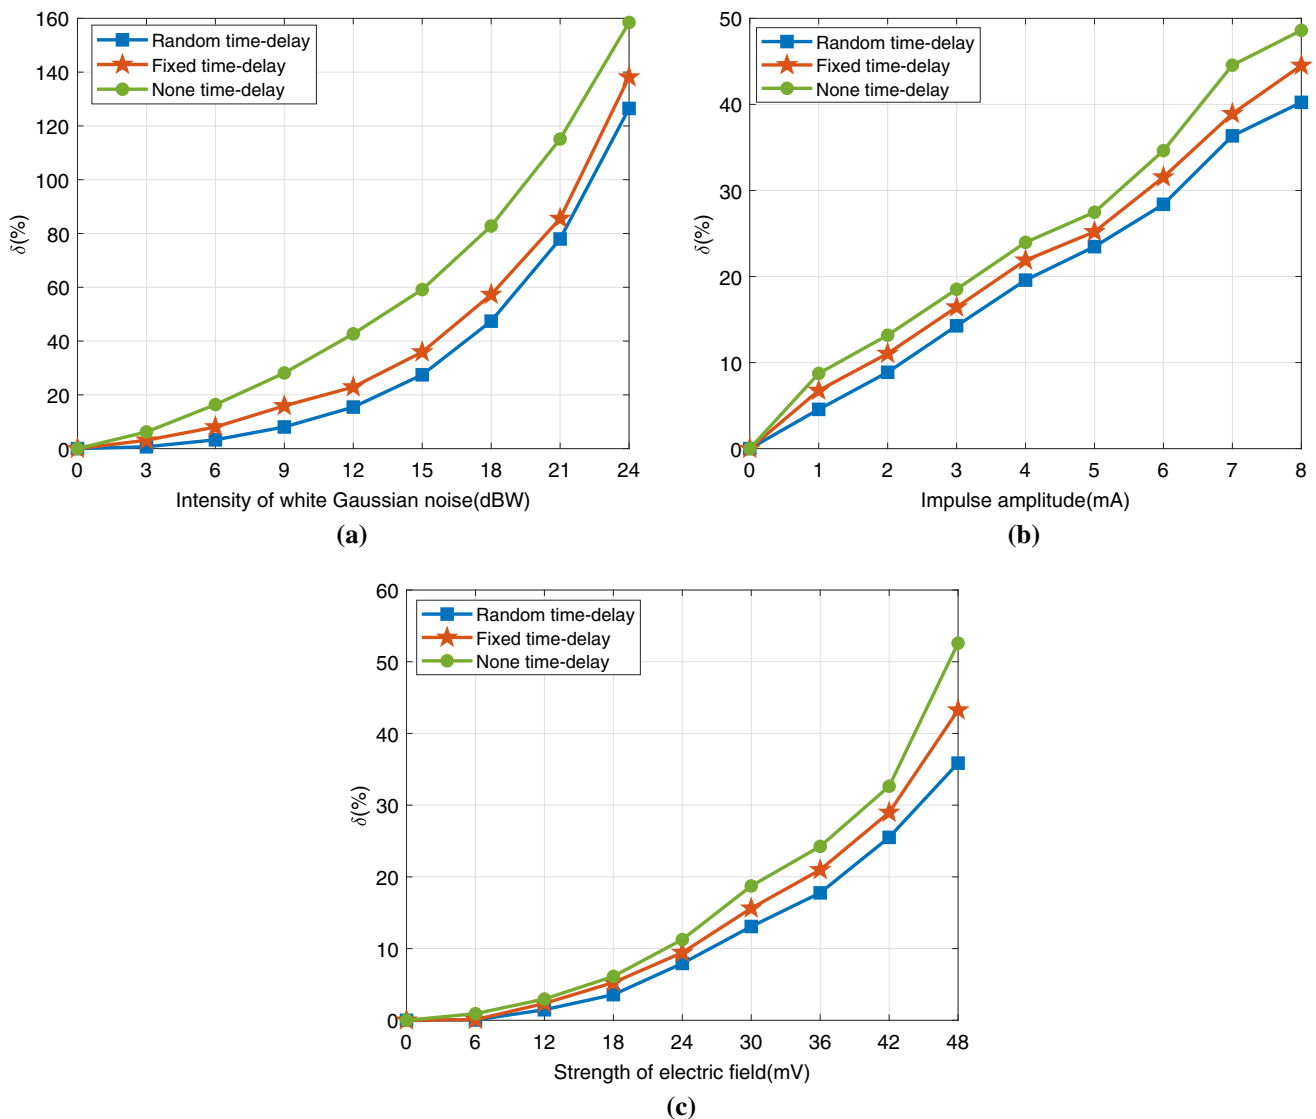 160
140
120
100
80
60
40
20
0
δ(%)
Random time-delay
Fixed time-delay
None time-delay
0 3 6 9 12 15 18 21 24
Intensity of white Gaussian noise(dBW)
(a)
50
40
30
20
10
0
δ(%)
Random time-delay
Fixed time-delay
None time-delay
0 1 2 3 4 5 6 7 8
Impulse amplitude(mA)
(b)
60
50
40
30
20
10
0
δ(%)
Random time-delay
Fixed time-delay
None time-delay
0 6 12 18 24 30 36 42 48
Strength of electric field(mV)
(c)